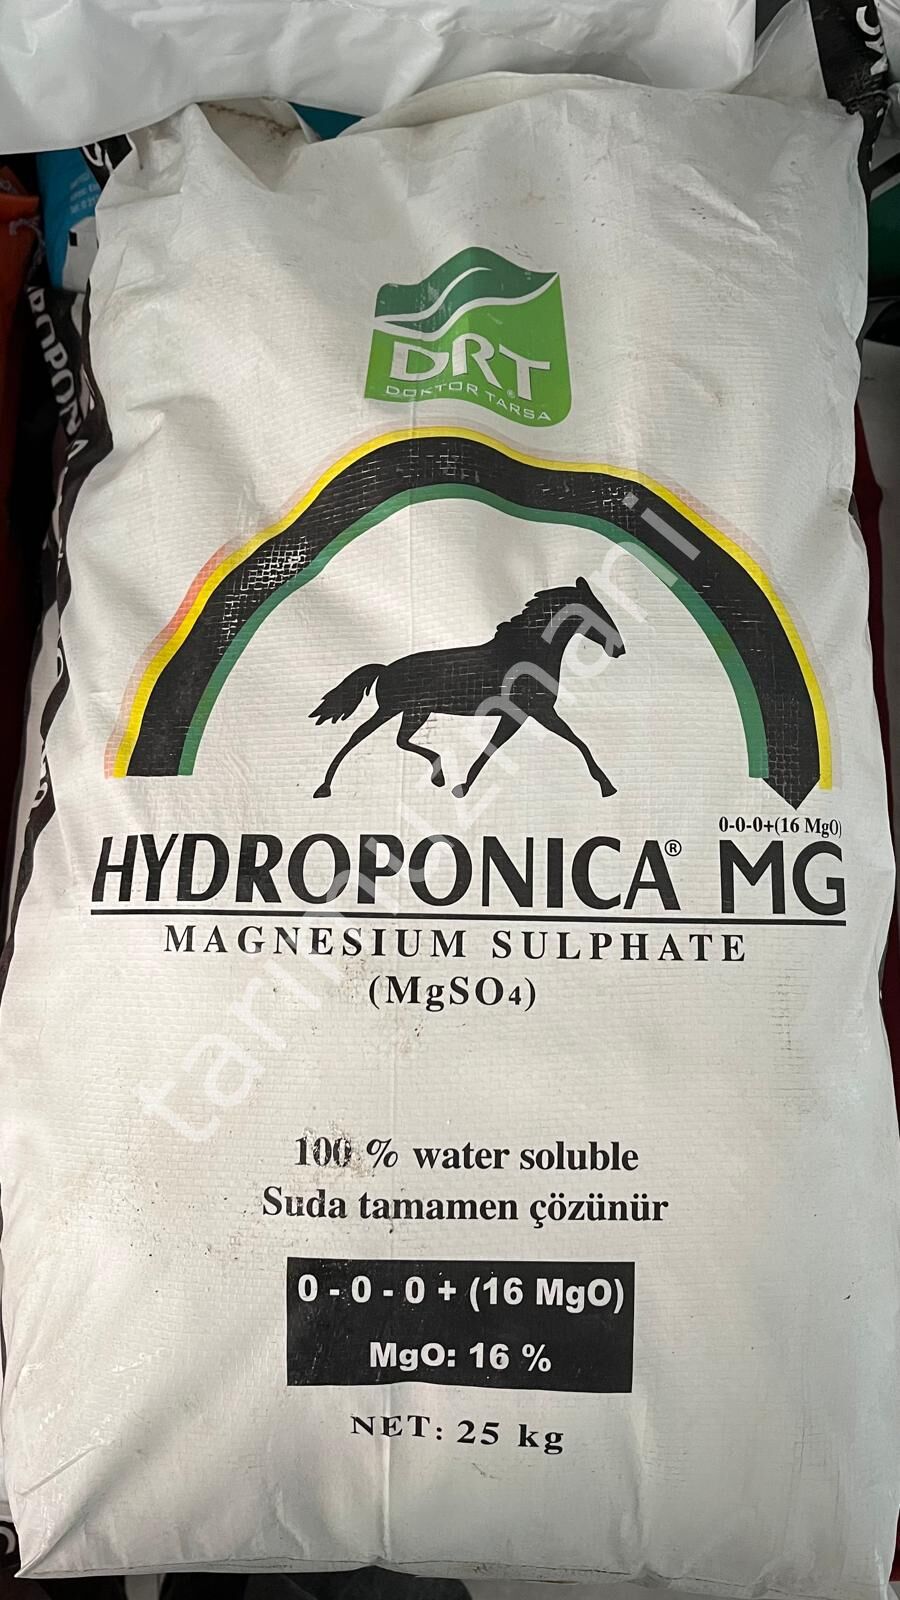 DRT®
DOKTOR TARSA
0-0-0+(16 MgO)
HYDROPONICA® MG
MAGNESIUM SULPHATE
(MgSO4)
100 % water soluble
Suda tamamen çözünür
0 - 0 - 0 + (16 MgO)
MgO: 16 %
NET: 25 kg
tarimuzmani